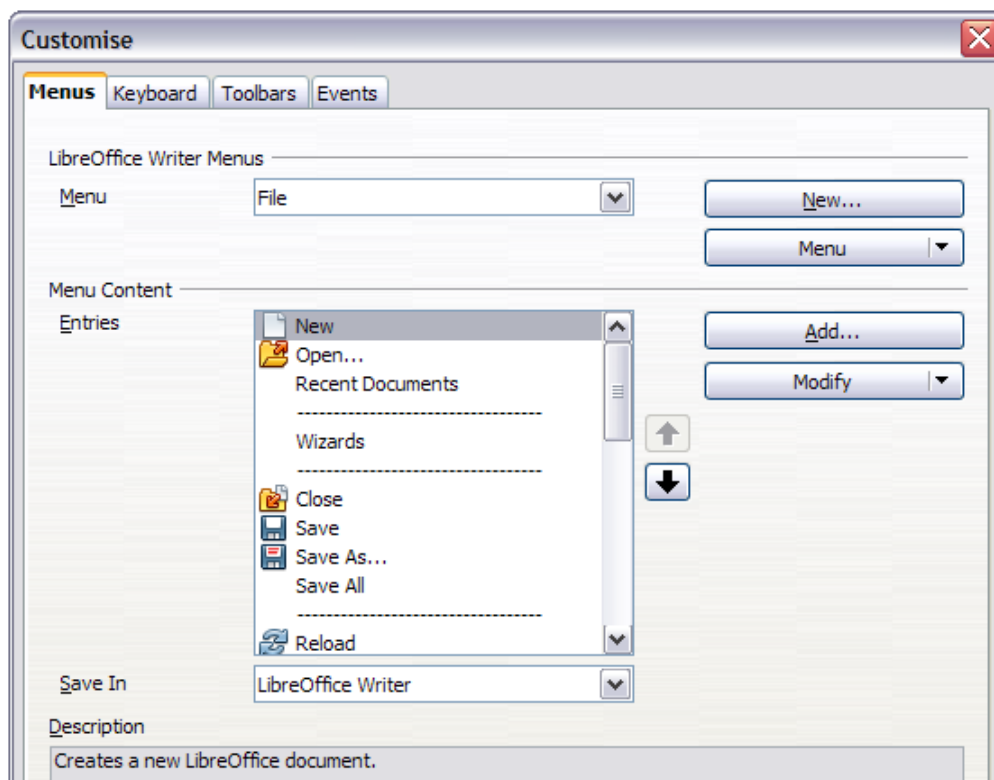 Customise
Menus Keyboard Toolbars Events
LibreOffice Writer Menus
Menu File New...
Menu
Menu Content
Entries New Add...
Open...
Recent Documents Modify
----------------------------------
Wizards
----------------------------------
Close
Save
Save As...
Save All
----------------------------------
Reload
Save In LibreOffice Writer
Description
Creates a new LibreOffice document.